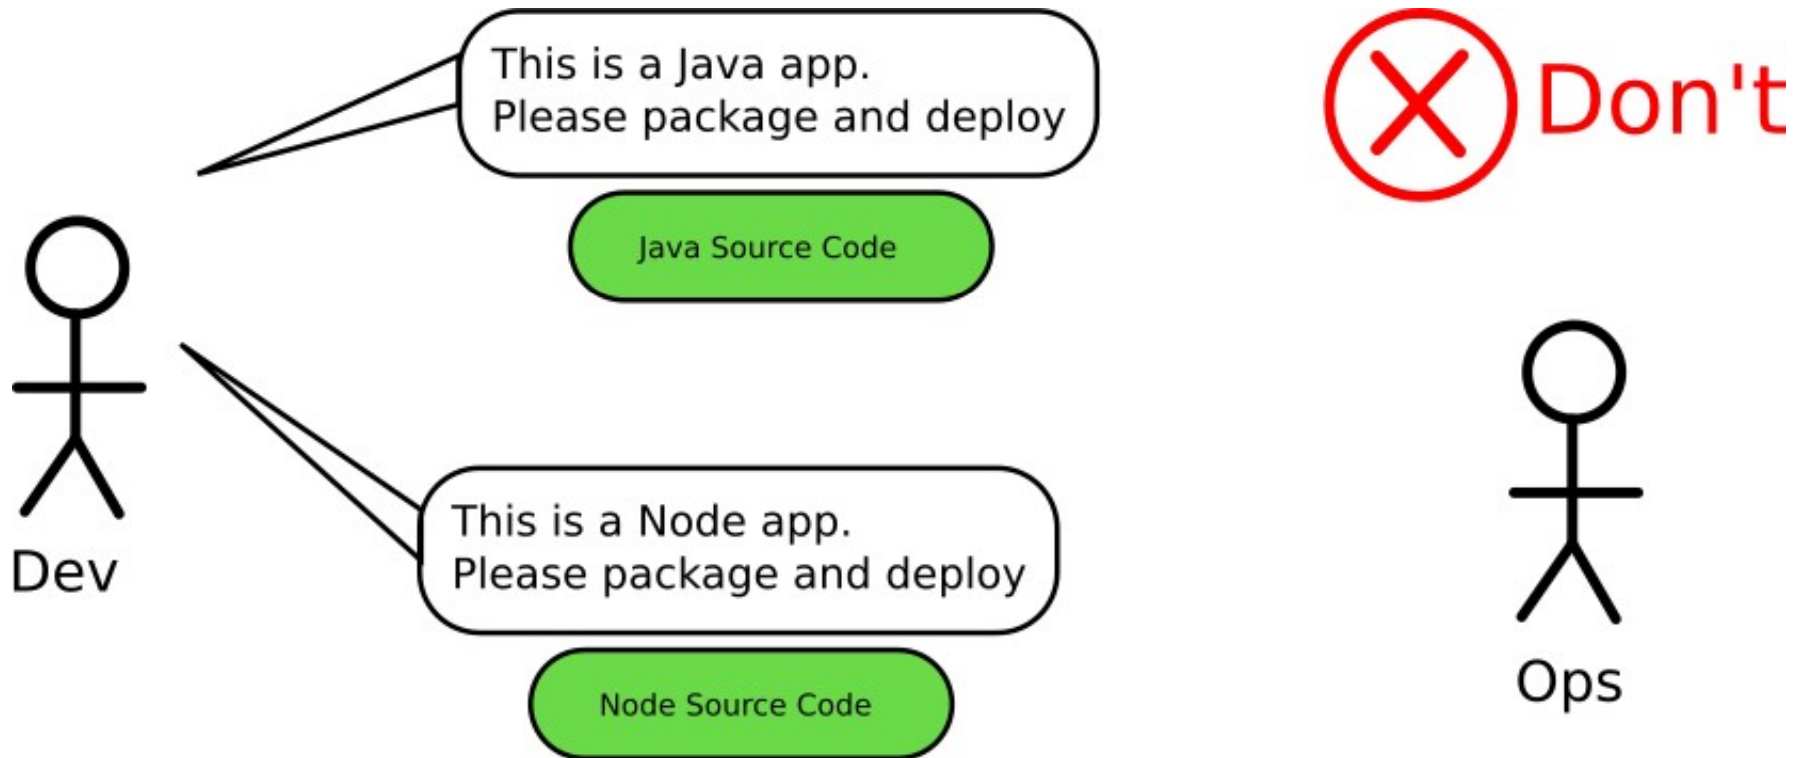 This is a Java app.
Please package and deploy
Don't
Java Source Code
Dev
This is a Node app.
Please package and deploy
Node Source Code
Ops